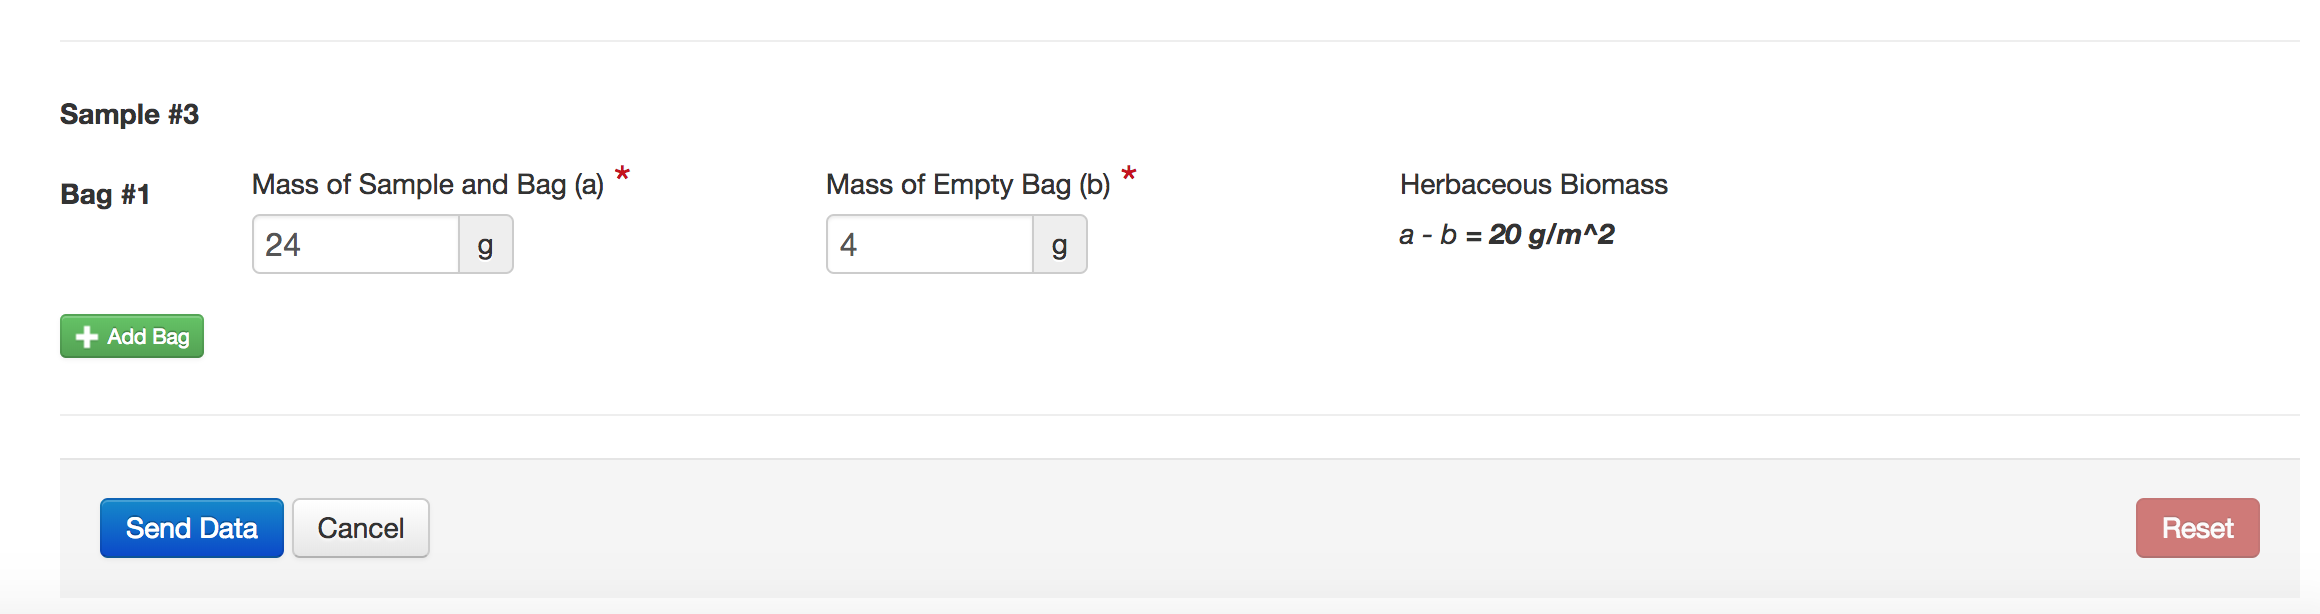 Sample #3
Bag #1
Mass of Sample and Bag (a) *
24 g
Mass of Empty Bag (b) *
4 g
Herbaceous Biomass
a - b = 20 g/m^2
Add Bag
Send Data
Cancel
Reset